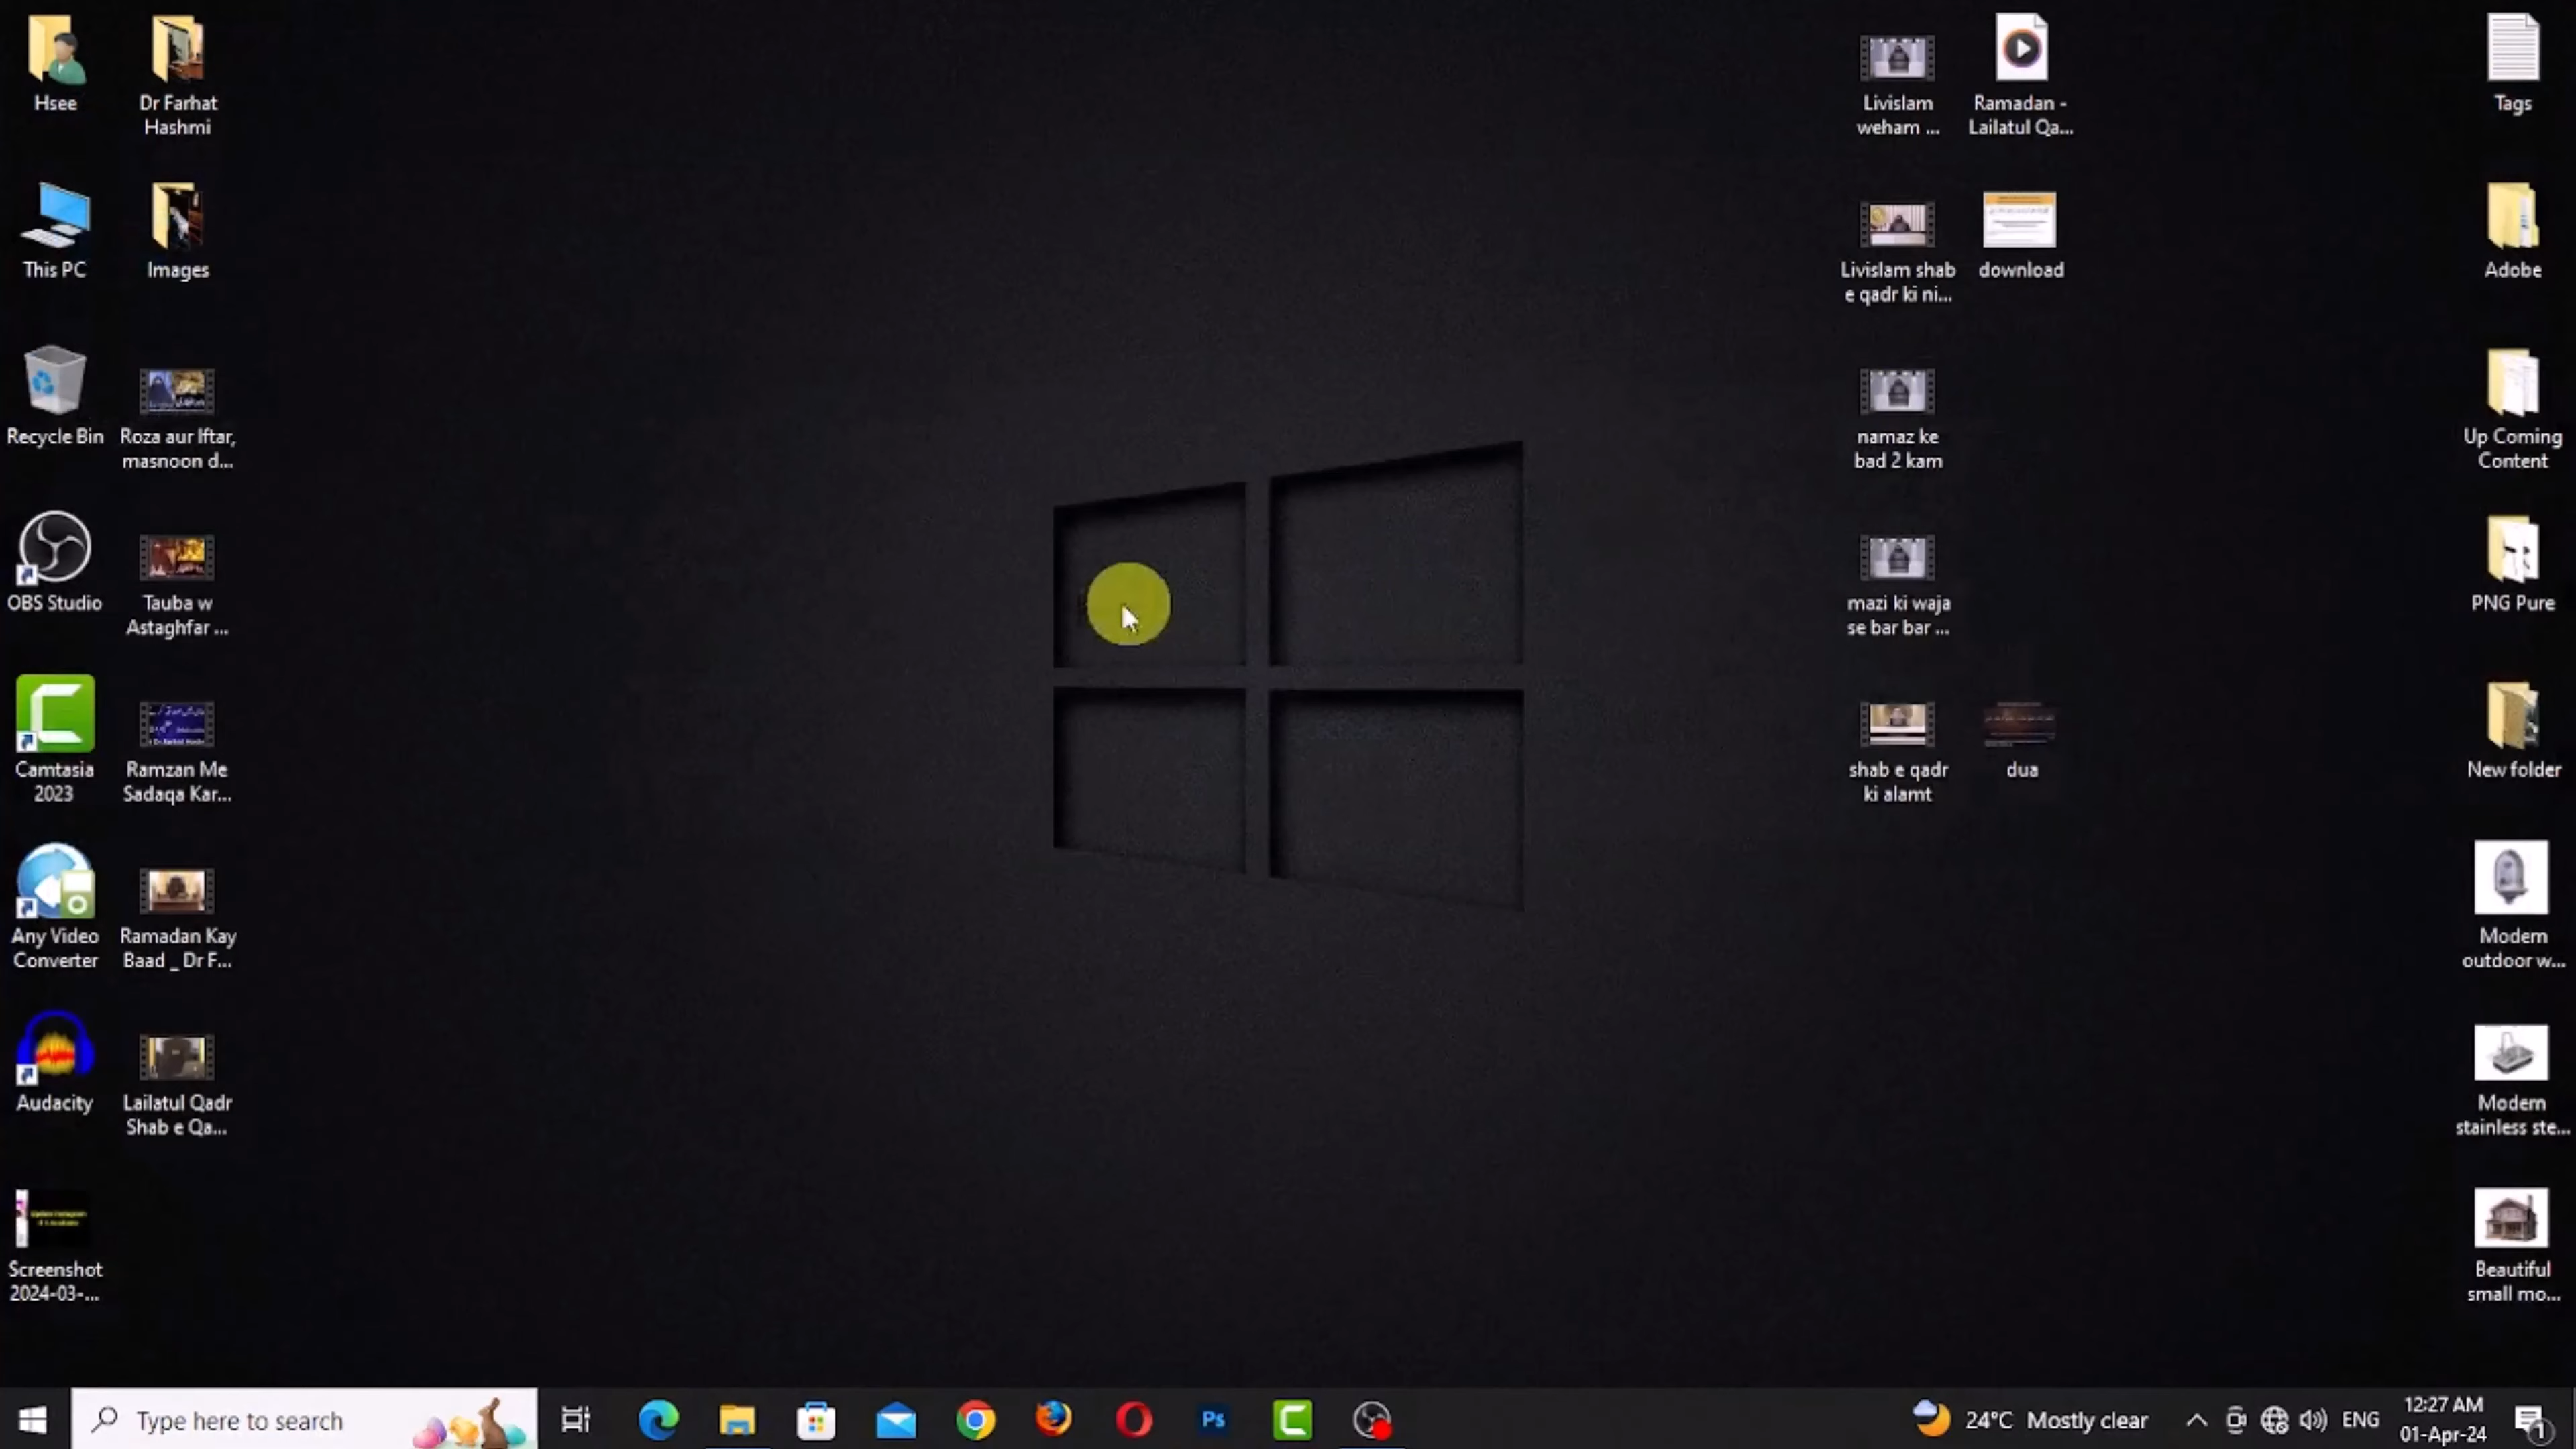 Hsee
Dr Farhat
Hashmi
This PC
Images
Recycle Bin
Roza aur Iftar,
masnoon d...
OBS Studio
Tauba w
Astaghfar ...
Camtasia
2023
Ramzan Me
Sadaqa Kar...
Any Video
Converter
Ramadan Kay
Baad _ Dr F...
Audacity
Lailatul Qadr
Shab e Qa...
Screenshot
2024-03-...
Livislam
weham ...
Ramadan -
Lailatul Qa...
Livislam shab
e qadr ki ni...
download
namaz ke
bad 2 kam
mazi ki waja
se bar bar ...
shab e qadr
ki alamt
dua
Tags
Adobe
Up Coming
Content
PNG Pure
New folder
Modern
outdoor w...
Modern
stainless ste...
Beautiful
small mo...
Type here to search
Ps
24°C Mostly clear
ENG
12:27 AM
01-Apr-24
1